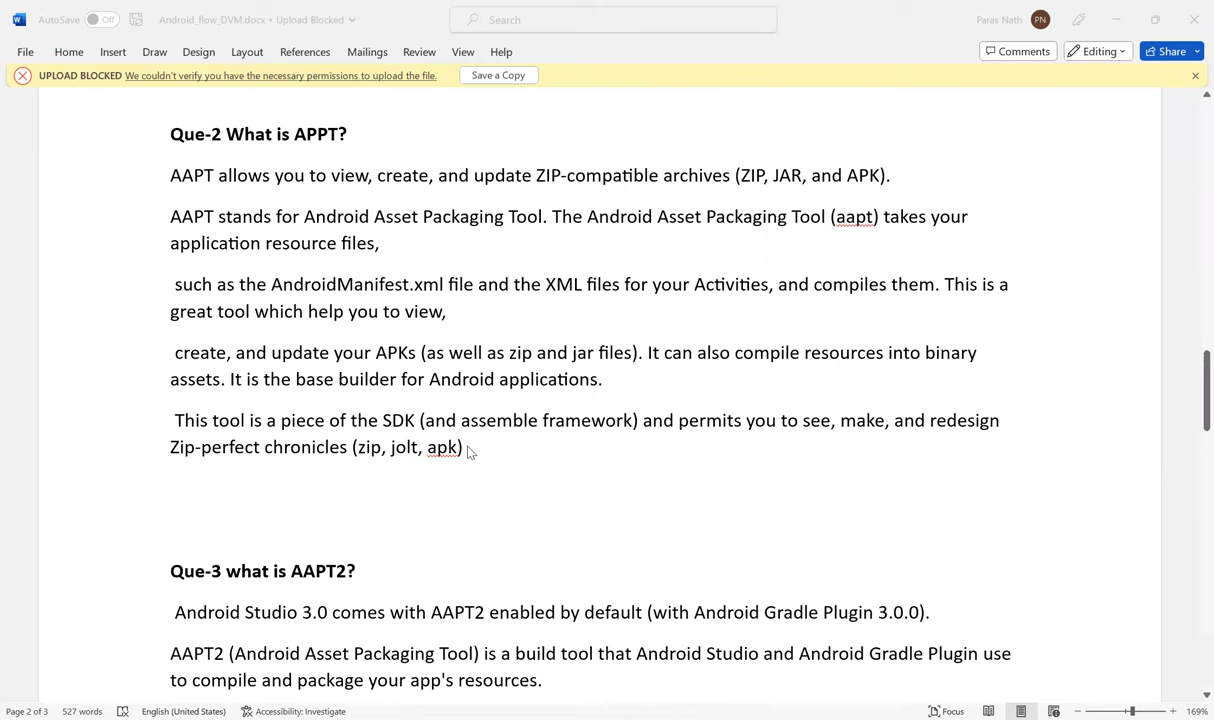 AutoSave Off Android_flow_DVM.docx • Upload Blocked Search Paras Nath PN
File Home Insert Draw Design Layout References Mailings Review View Help Comments Editing Share
UPLOAD BLOCKED We couldn't verify you have the necessary permissions to upload the file. Save a Copy
Que-2 What is APPT?
AAPT allows you to view, create, and update ZIP-compatible archives (ZIP, JAR, and APK).
AAPT stands for Android Asset Packaging Tool. The Android Asset Packaging Tool (aapt) takes your
application resource files,
such as the AndroidManifest.xml file and the XML files for your Activities, and compiles them. This is a
great tool which help you to view,
create, and update your APKs (as well as zip and jar files). It can also compile resources into binary
assets. It is the base builder for Android applications.
This tool is a piece of the SDK (and assemble framework) and permits you to see, make, and redesign
Zip-perfect chronicles (zip, jolt, apk)
Que-3 what is AAPT2?
Android Studio 3.0 comes with AAPT2 enabled by default (with Android Gradle Plugin 3.0.0).
AAPT2 (Android Asset Packaging Tool) is a build tool that Android Studio and Android Gradle Plugin use
to compile and package your app's resources.
Page 2 of 3 527 words English (United States) Accessibility: Investigate Focus 169%